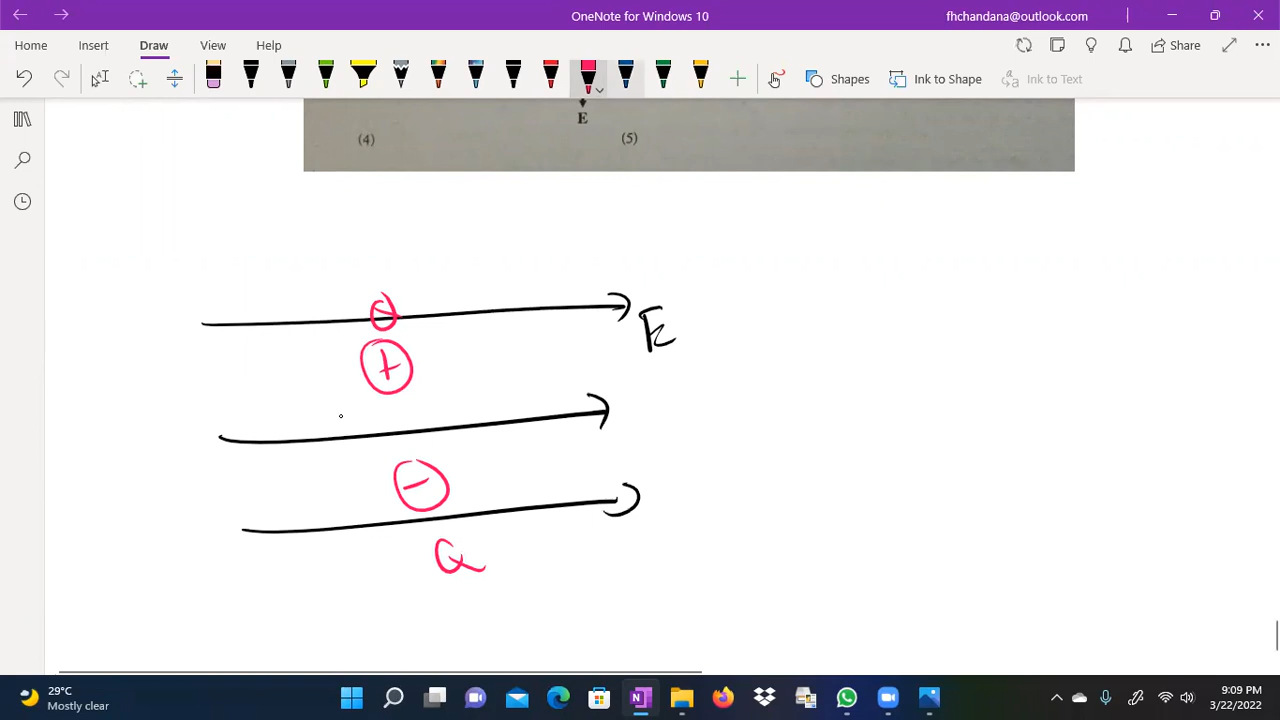 OneNote for Windows 10
fhchandana@outlook.com
Home Insert Draw View Help
Share
Shapes
Ink to Shape
Ink to Text
E
(4) (5)
E
+
−
Q
29°C
Mostly clear
9:09 PM
3/22/2022